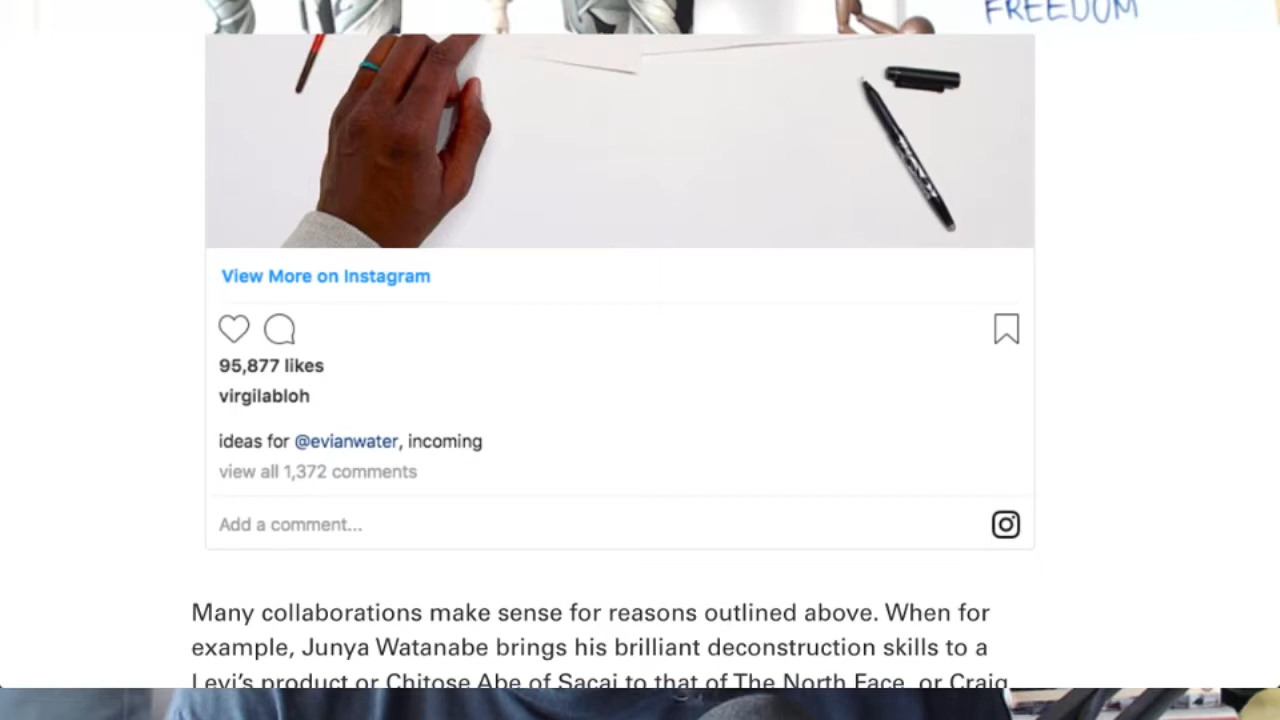 FREEDOM
View More on Instagram
95,877 likes
virgilabloh
ideas for @evianwater, incoming
view all 1,372 comments
Add a comment...
Many collaborations make sense for reasons outlined above. When for
example, Junya Watanabe brings his brilliant deconstruction skills to a
Levi's product or Chitose Abe of Sacai to that of The North Face, or Craig